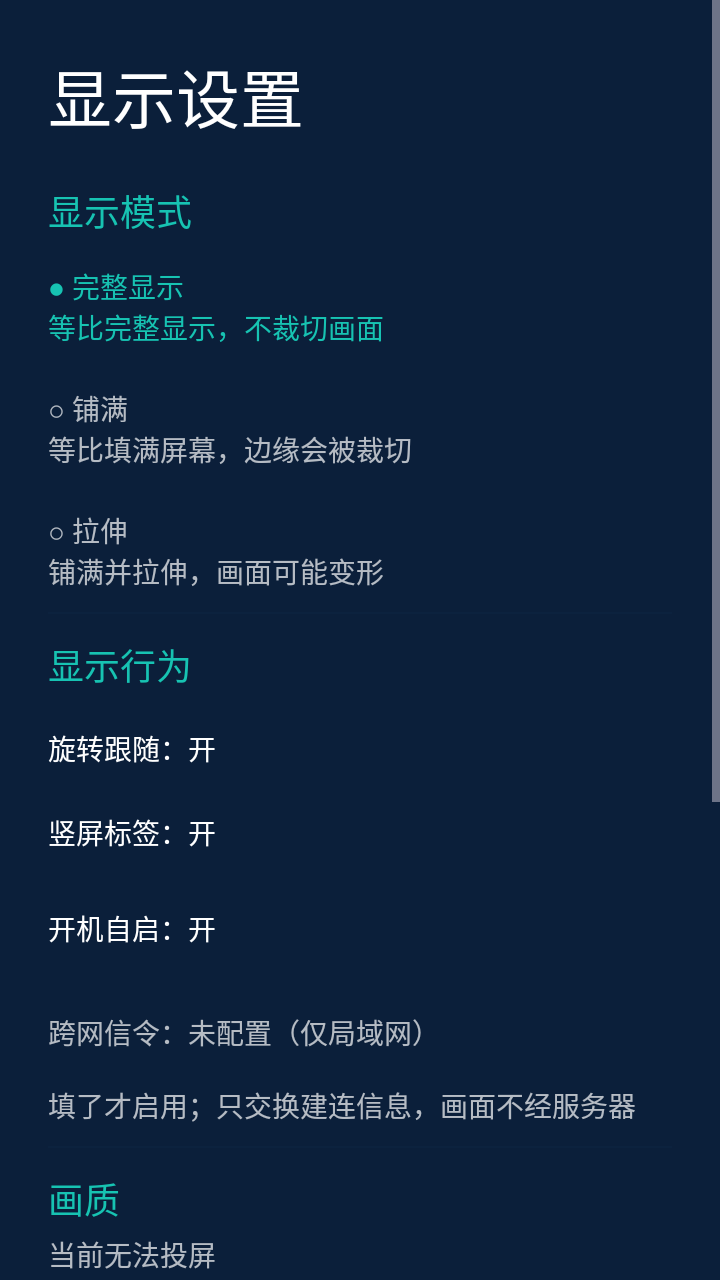 显示设置
显示模式
● 完整显示
等比完整显示，不裁切画面
○ 铺满
等比填满屏幕，边缘会被裁切
○ 拉伸
铺满并拉伸，画面可能变形
显示行为
旋转跟随：开
竖屏标签：开
开机自启：开
跨网信令：未配置（仅局域网）
填了才启用；只交换建连信息，画面不经服务器
画质
当前无法投屏